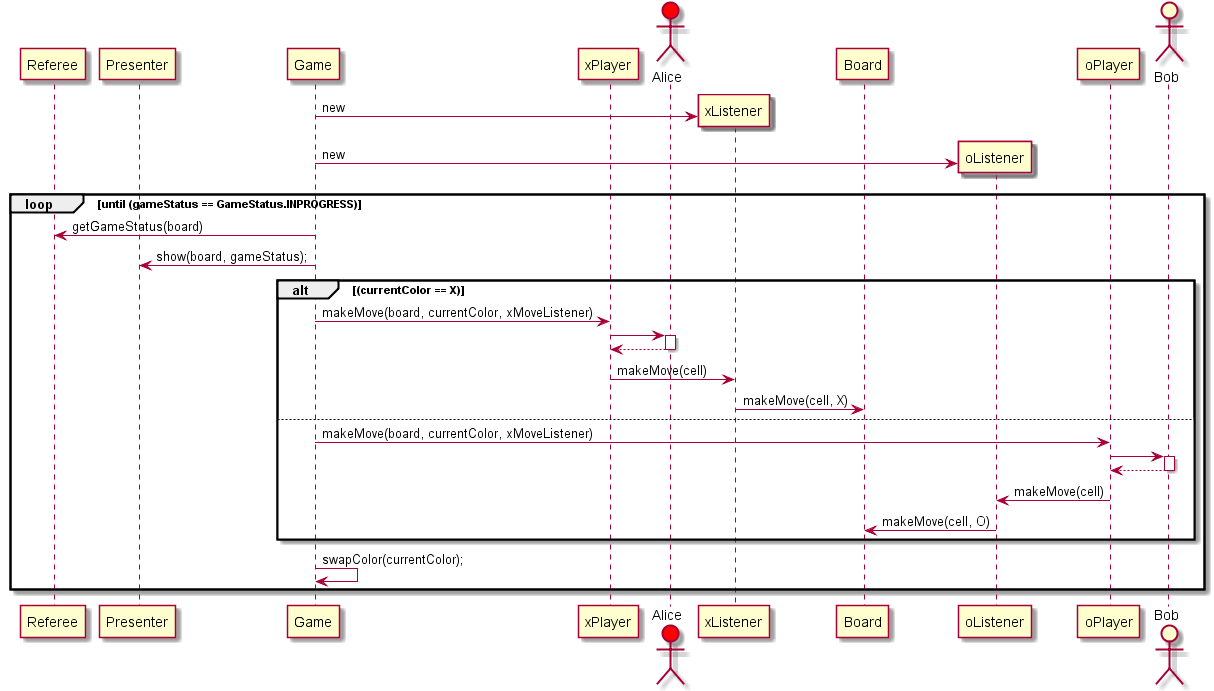 Alice
Bob
Referee
Presenter
Game
xPlayer
Board
oPlayer
new
xListener
new
oListener
loop
[until (gameStatus == GameStatus.INPROGRESS)]
getGameStatus(board)
show(board, gameStatus);
alt
[(currentColor == X)]
makeMove(board, currentColor, xMoveListener)
makeMove(cell)
makeMove(cell, X)
makeMove(board, currentColor, xMoveListener)
makeMove(cell)
makeMove(cell, O)
swapColor(currentColor);
Referee
Presenter
Game
xPlayer
Alice
xListener
Board
oListener
oPlayer
Bob